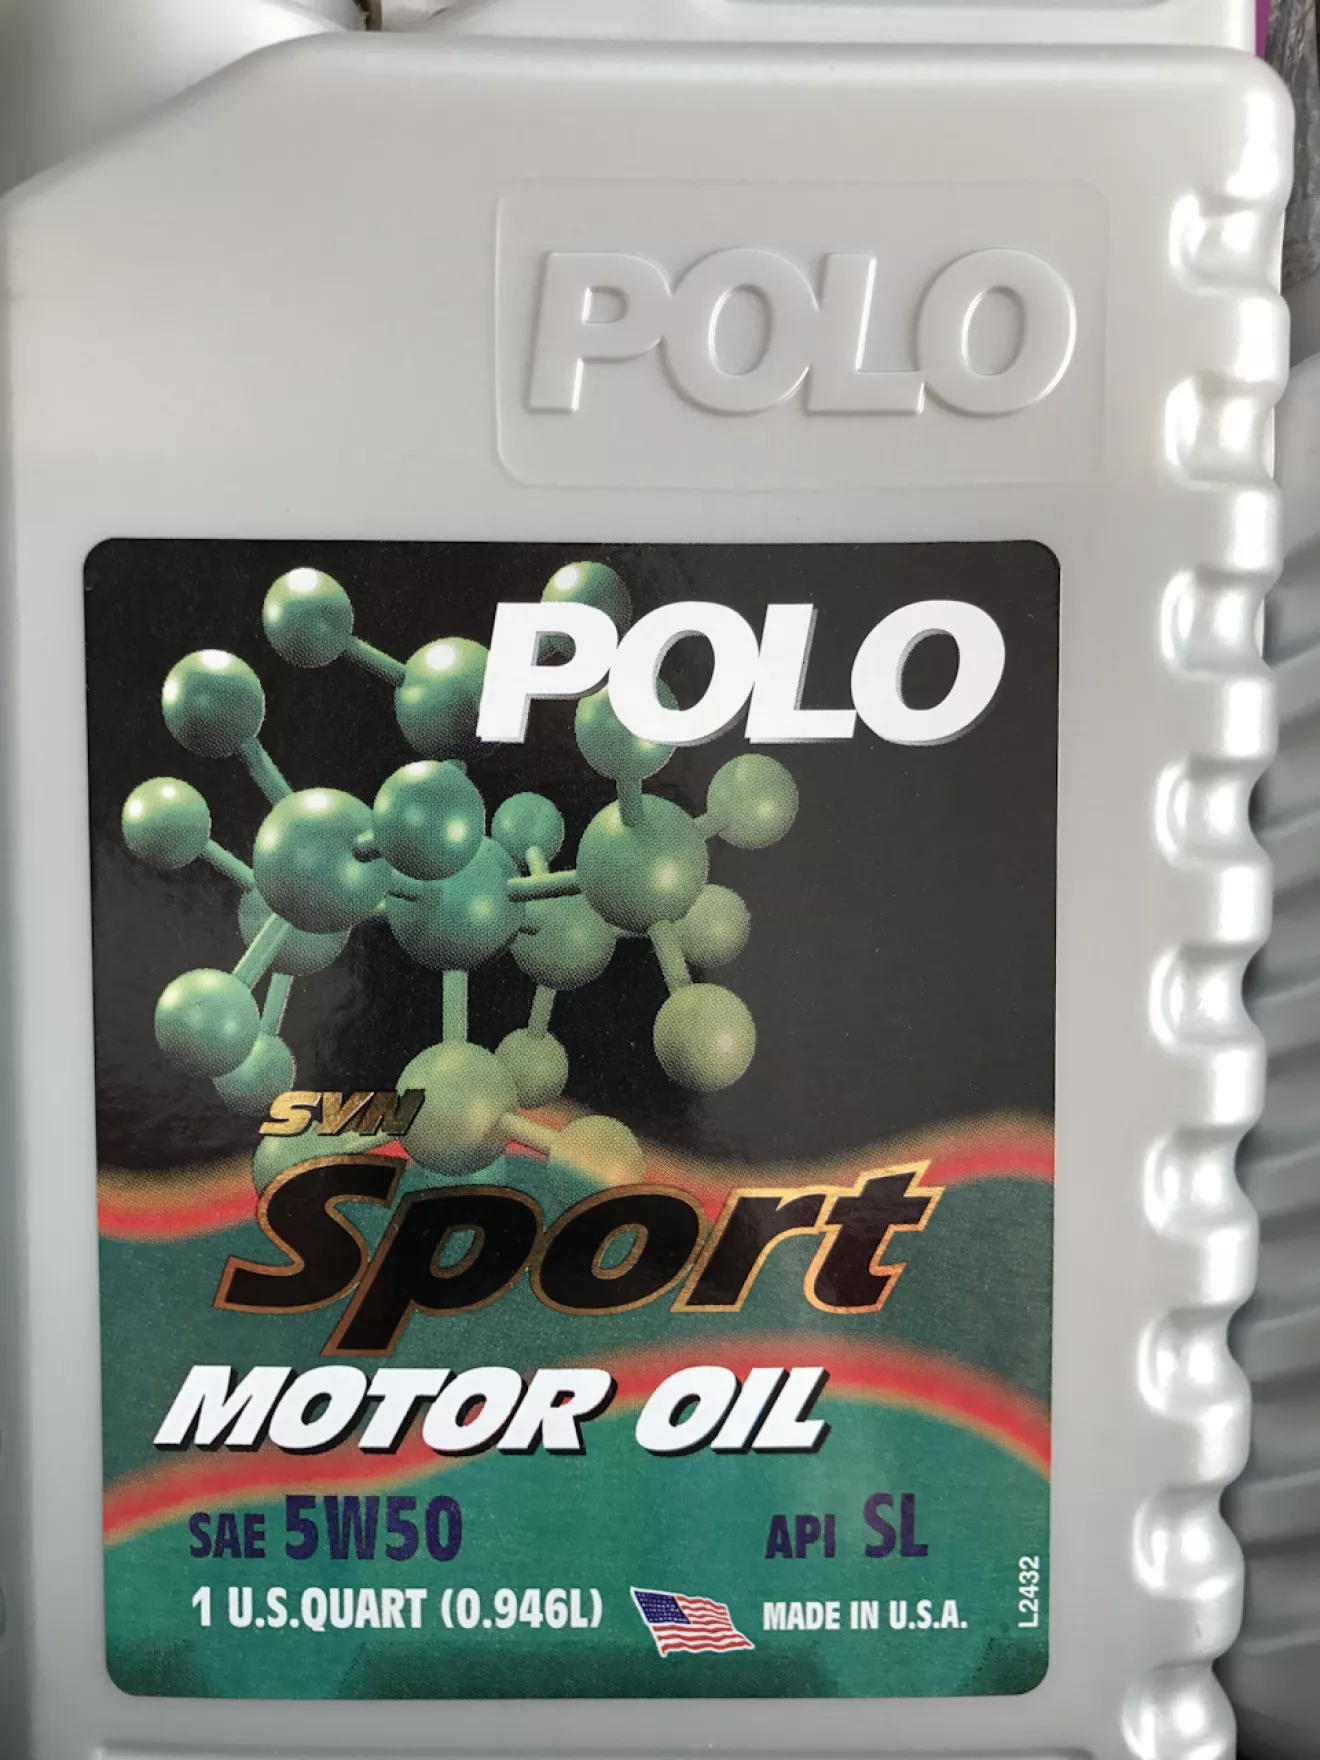 POLO
POLO
SYN
Sport
MOTOR OIL
SAE 5W50 API SL
1 U.S.QUART (0.946L) MADE IN U.S.A.
L2432